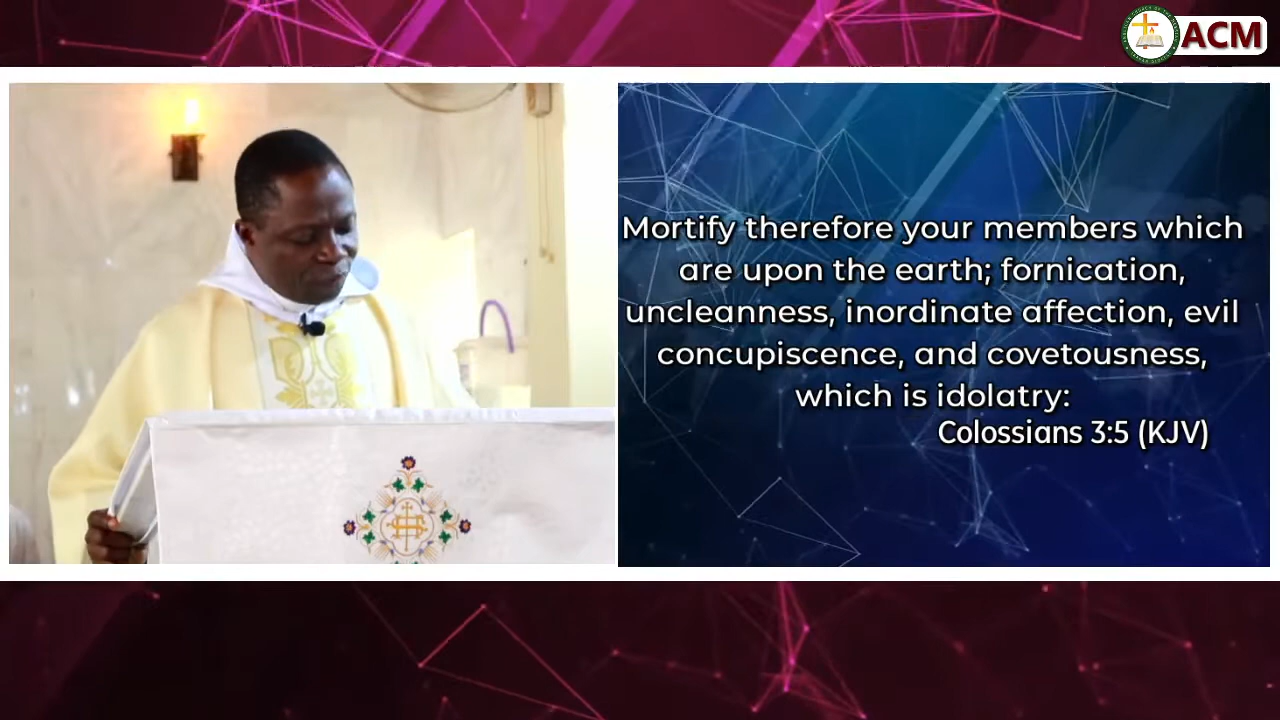 ACM
Mortify therefore your members which
are upon the earth; fornication,
uncleanness, inordinate affection, evil
concupiscence, and covetousness,
which is idolatry:
Colossians 3:5 (KJV)